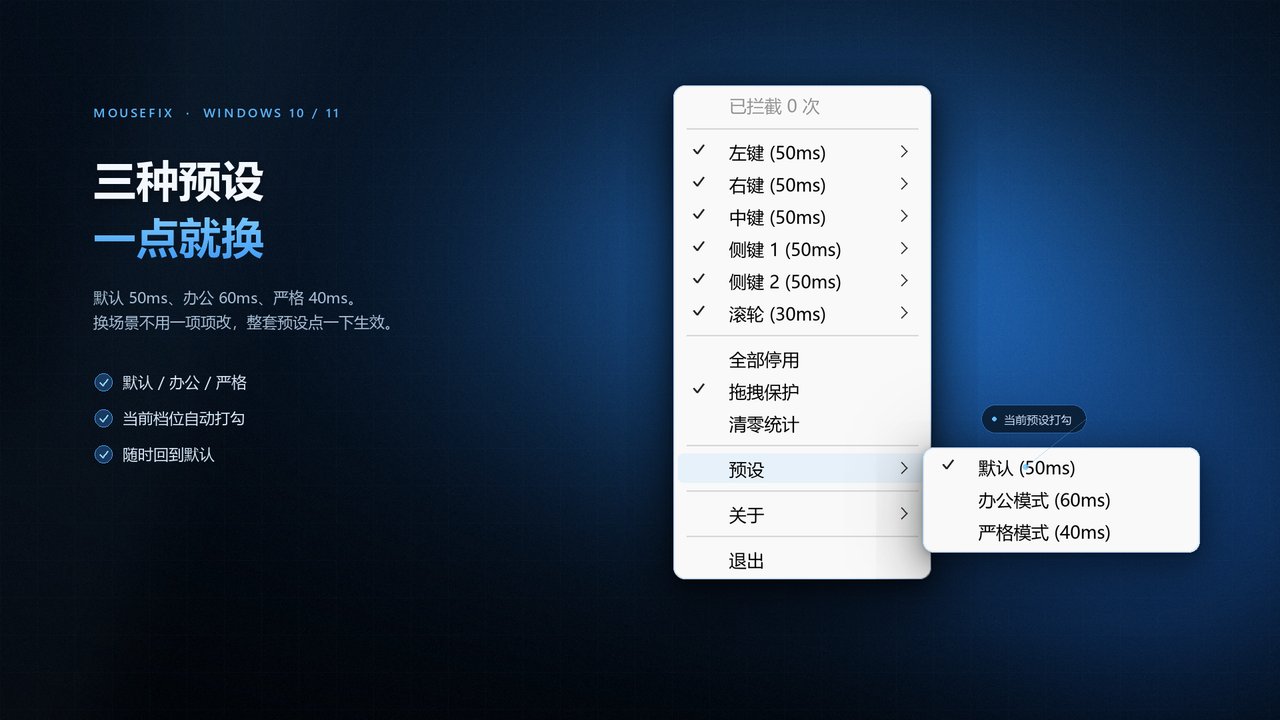 MOUSEFIX · WINDOWS 10 / 11
三种预设
一点就换
默认 50ms、办公 60ms、严格 40ms。
换场景不用一项项改，整套预设点一下生效。
默认 / 办公 / 严格
当前档位自动打勾
随时回到默认
已拦截 0 次
左键 (50ms)
右键 (50ms)
中键 (50ms)
侧键 1 (50ms)
侧键 2 (50ms)
滚轮 (30ms)
全部停用
拖拽保护
清零统计
预设
关于
退出
当前预设打勾
默认 (50ms)
办公模式 (60ms)
严格模式 (40ms)